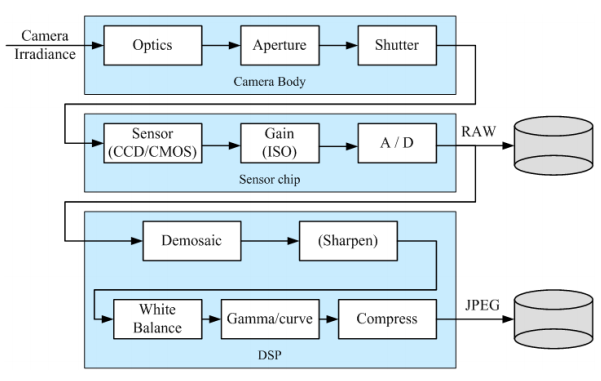 Camera
Irradiance
Optics
Aperture
Shutter
Camera Body
Sensor
(CCD/CMOS)
Gain
(ISO)
A / D
RAW
Sensor chip
Demosaic
(Sharpen)
White
Balance
Gamma/curve
Compress
JPEG
DSP